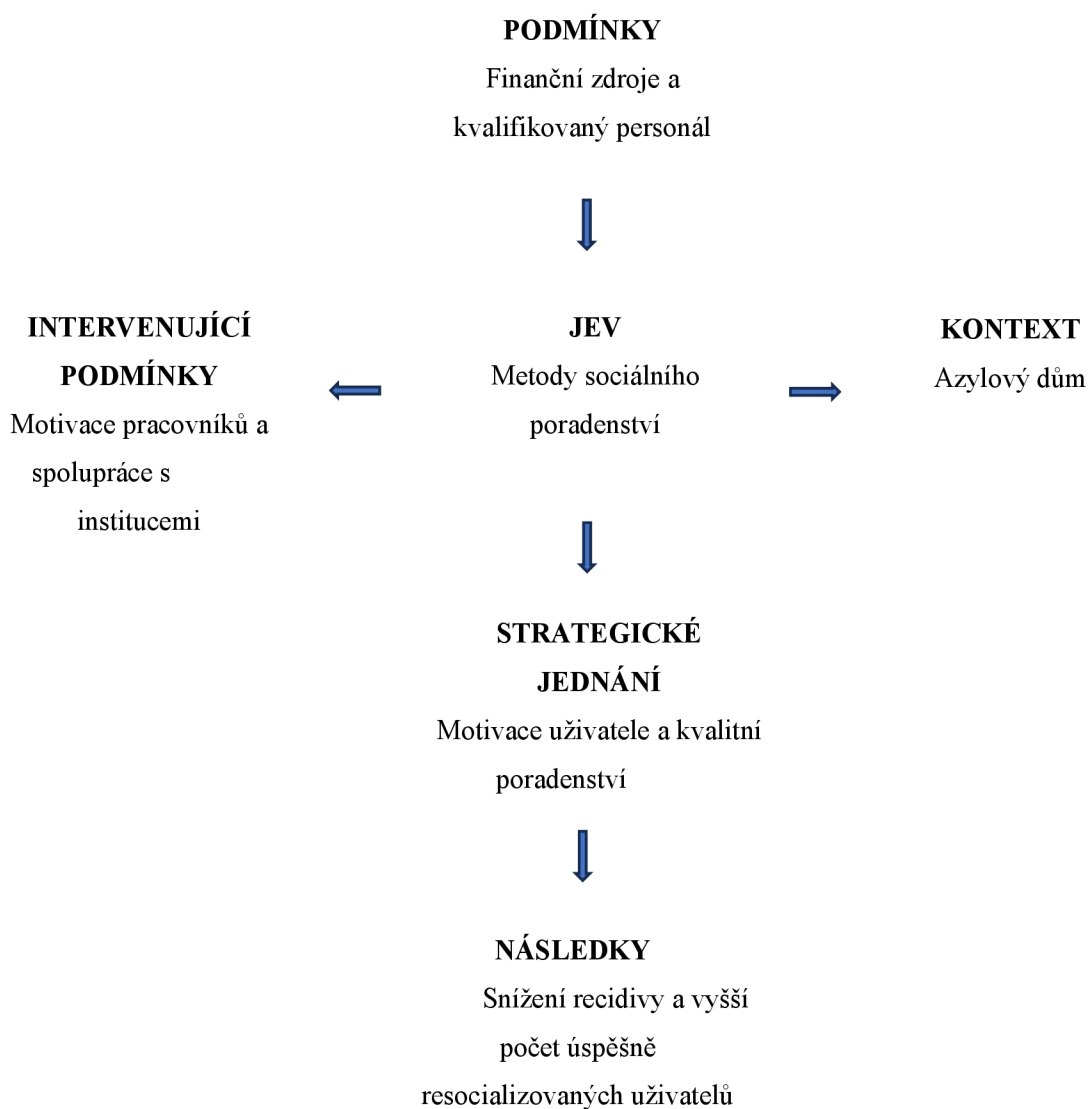 PODMÍNKY
Finanční zdroje a
kvalifikovaný personál
INTERVENUJÍCÍ
PODMÍNKY
Motivace pracovníků a
spolupráce s
institucemi
JEV
Metody sociálního
poradenství
KONTEXT
Azylový dům
STRATEGICKÉ
JEDNÁNÍ
Motivace uživatele a kvalitní
poradenství
NÁSLEDKY
Snížení recidivy a vyšší
počet úspěšně
resocializovaných uživatelů